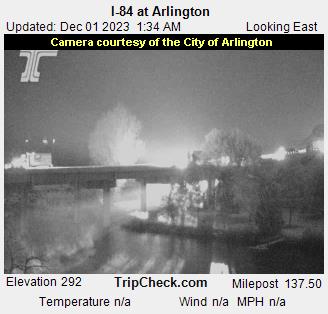 I-84 at Arlington
Updated: Dec 01 2023 1:34 AM Looking East
Camera courtesy of the City of Arlington
Elevation 292 TripCheck.com Milepost 137.50
Temperature n/a Wind n/a MPH n/a